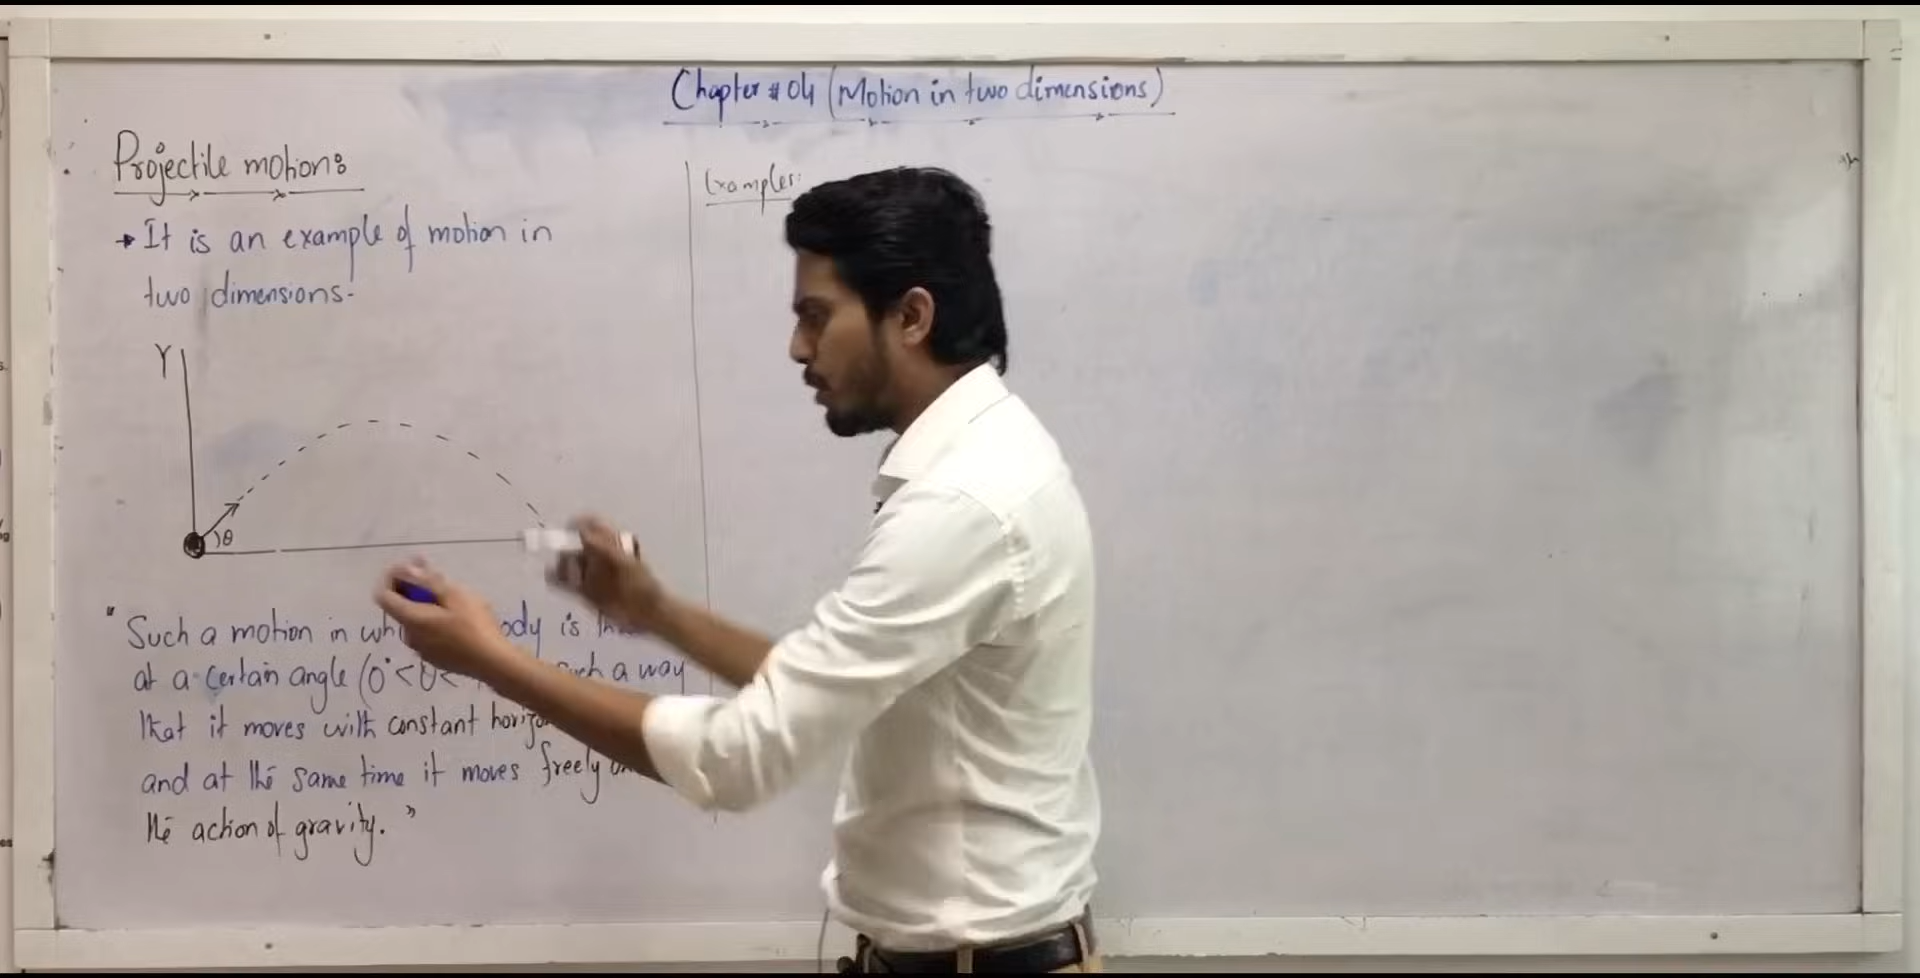 Chapter # 04 (Motion in two dimensions)
Projectile motion:
Examples:
→ It is an example of motion in
two dimensions.
Y
θ
" Such a motion in body is
at a certain angle (0° < θ < such a way
that it moves with constant
and at the same time it moves freely
the action of gravity. "